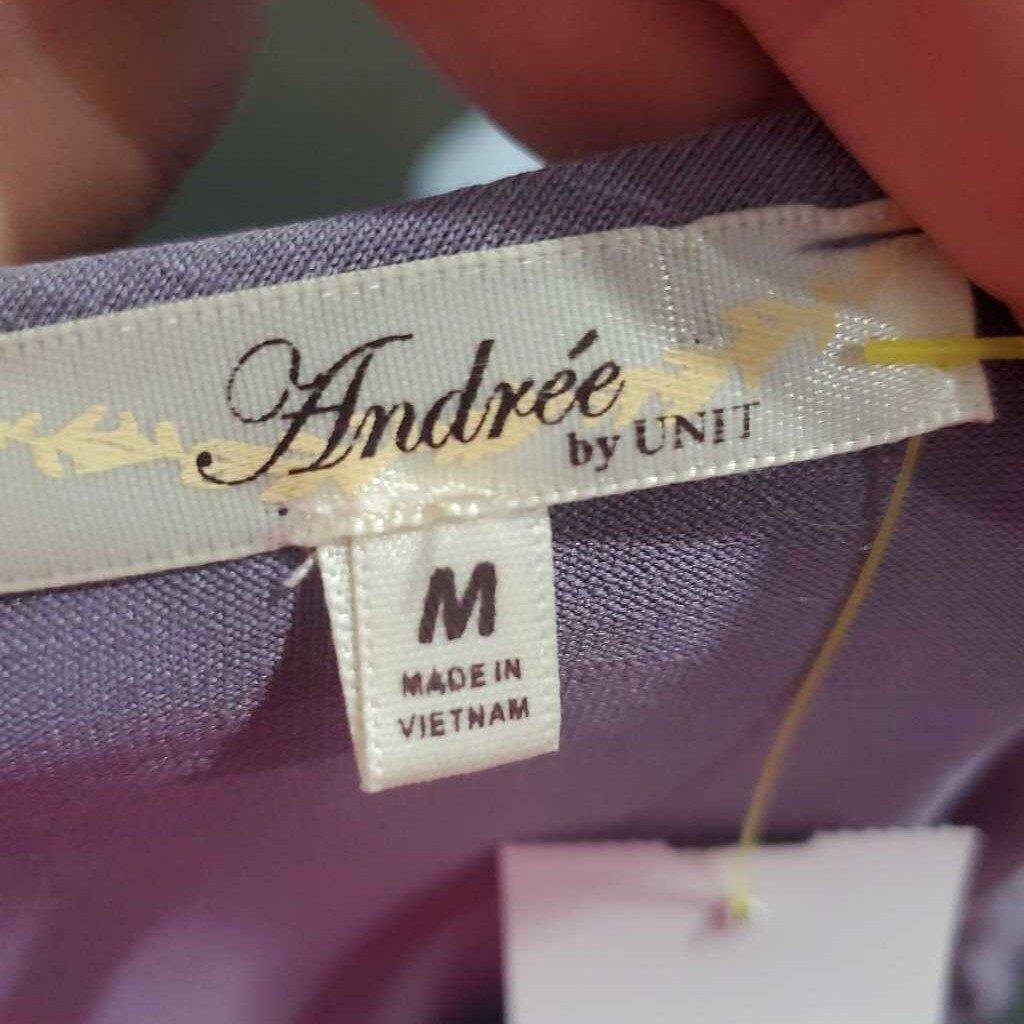 Andrée
by UNIT
M
MADE IN
VIETNAM